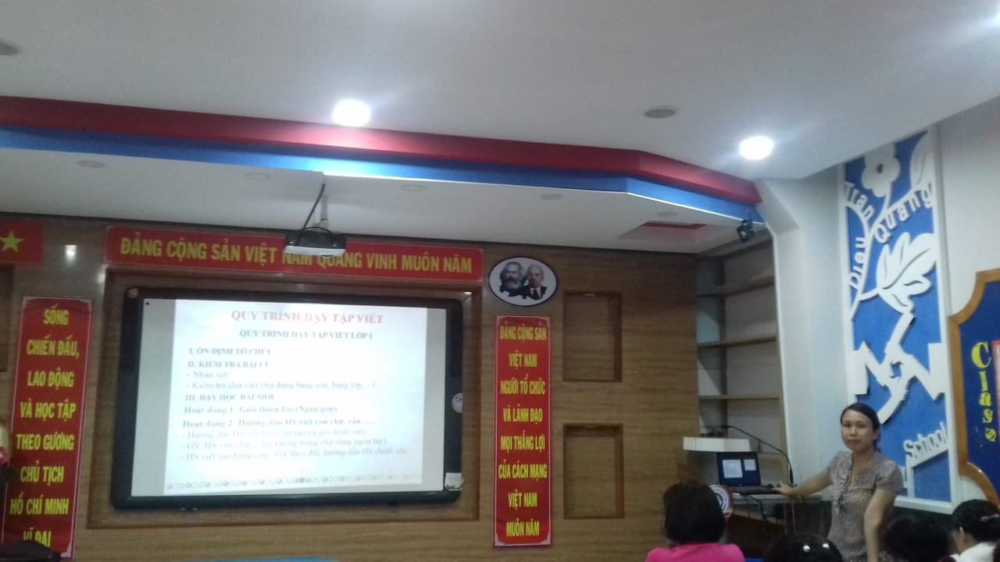 ĐẢNG CỘNG SẢN VIỆT NAM QUANG VINH MUÔN NĂM
SỐNG
CHIẾN ĐẤU,
LAO ĐỘNG
VÀ HỌC TẬP
THEO GƯƠNG
CHỦ TỊCH
HỒ CHÍ MINH
VĨ ĐẠI
QUY TRÌNH DẠY TẬP VIẾT
QUY TRÌNH DẠY TẬP VIẾT LỚP 1
I. ỔN ĐỊNH TỔ CHỨC
II. KIỂM TRA BÀI CŨ
- Nhận xét
- Kiểm tra chữ viết (Sử dụng bảng con, bảng lớp,…)
III. DẠY HỌC BÀI MỚI
Hoạt động 1: Giới thiệu bài (Ngắn gọn)
Hoạt động 2: Hướng dẫn HS viết con chữ, vần …..
- Hướng dẫn HS cấu tạo và quy trình viết.
- GV, HS viết chữ lên không trung (Sử dụng ngón tay).
- HS viết vào bảng con - GV theo dõi, hướng dẫn HS chỉnh sửa.
ĐẢNG CỘNG SẢN
VIỆT NAM
NGƯỜI TỔ CHỨC
VÀ LÃNH ĐẠO
MỌI THẮNG LỢI
CỦA CÁCH MẠNG
VIỆT NAM
MUÔN NĂM
Tran Quang
Dieu
School
Class